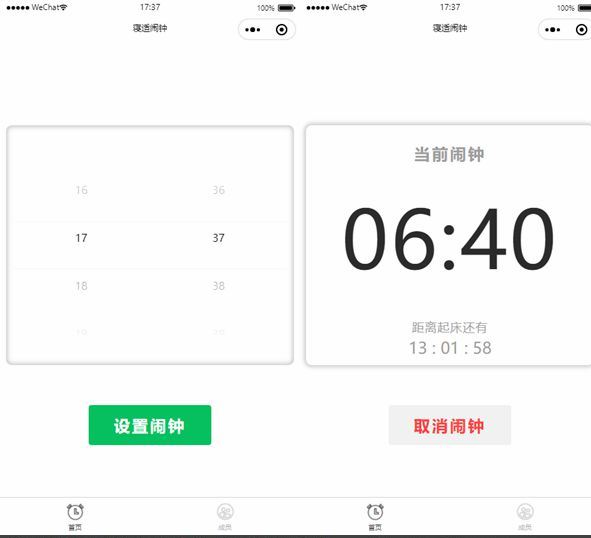 WeChat 17:37 100%
寝适闹钟
16 36
17 37
18 38
设置闹钟
首页 成员
WeChat 17:37 100%
寝适闹钟
当前闹钟
06:40
距离起床还有
13 : 01 : 58
取消闹钟
首页 成员